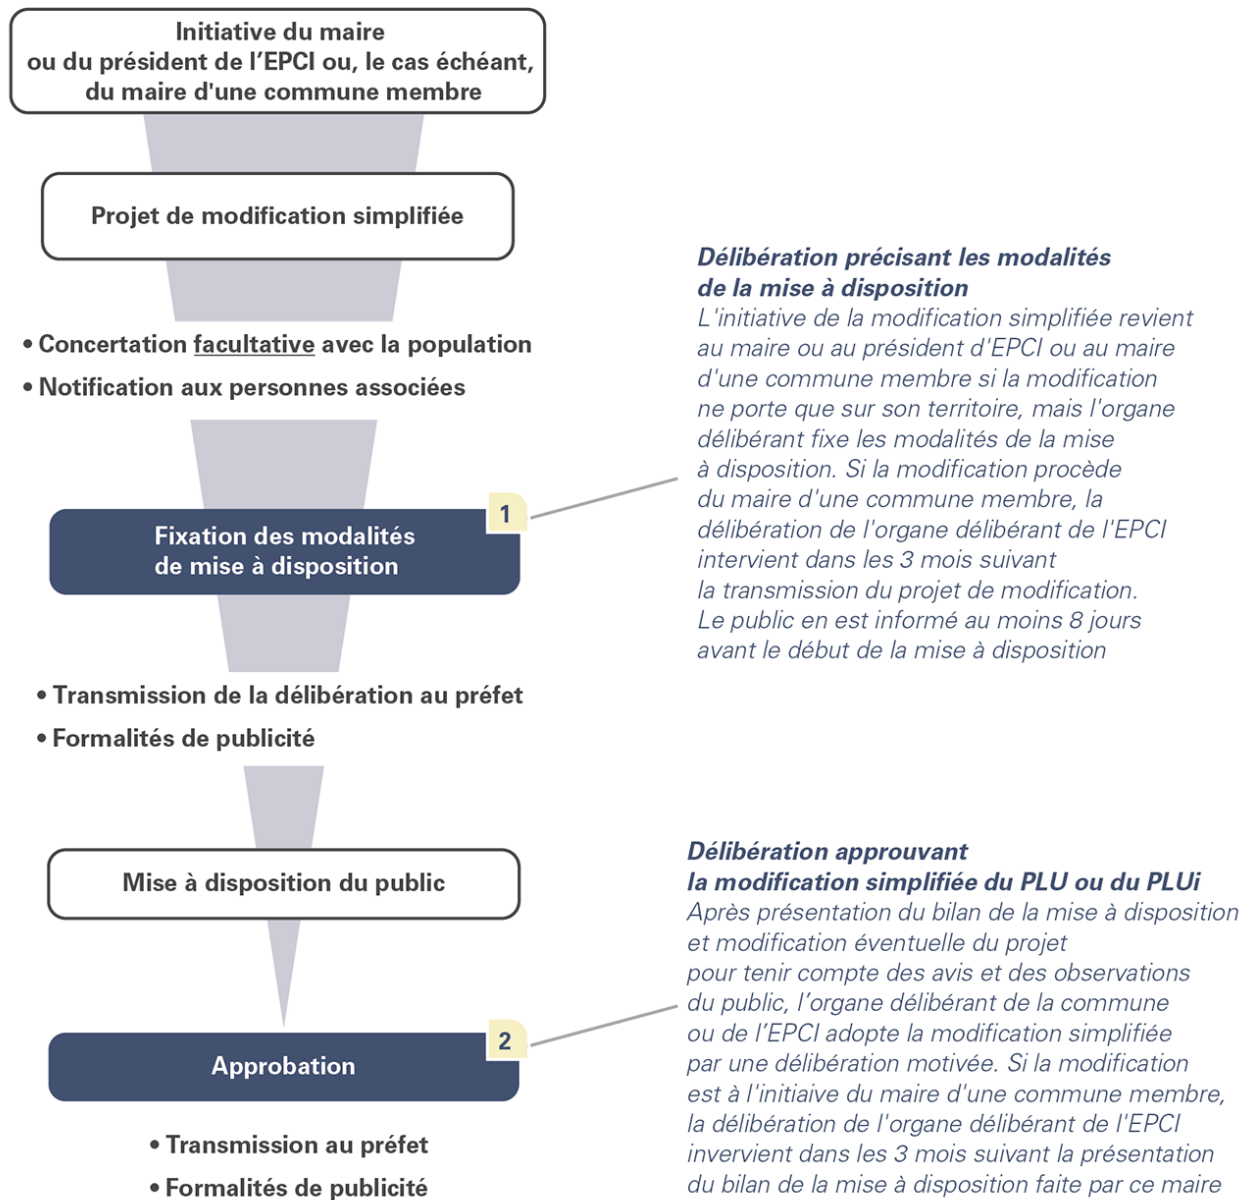 Initiative du maire
ou du président de l’EPCI ou, le cas échéant,
du maire d'une commune membre
Projet de modification simplifiée
• Concertation facultative avec la population
• Notification aux personnes associées
1
Fixation des modalités
de mise à disposition
Délibération précisant les modalités
de la mise à disposition
L'initiative de la modification simplifiée revient
au maire ou au président d'EPCI ou au maire
d'une commune membre si la modification
ne porte que sur son territoire, mais l'organe
délibérant fixe les modalités de la mise
à disposition. Si la modification procède
du maire d'une commune membre, la
délibération de l'organe délibérant de l'EPCI
intervient dans les 3 mois suivant
la transmission du projet de modification.
Le public en est informé au moins 8 jours
avant le début de la mise à disposition
• Transmission de la délibération au préfet
• Formalités de publicité
Mise à disposition du public
2
Approbation
Délibération approuvant
la modification simplifiée du PLU ou du PLUi
Après présentation du bilan de la mise à disposition
et modification éventuelle du projet
pour tenir compte des avis et des observations
du public, l’organe délibérant de la commune
ou de l’EPCI adopte la modification simplifiée
par une délibération motivée. Si la modification
est à l'initiaive du maire d'une commune membre,
la délibération de l'organe délibérant de l'EPCI
invervient dans les 3 mois suivant la présentation
du bilan de la mise à disposition faite par ce maire
• Transmission au préfet
• Formalités de publicité